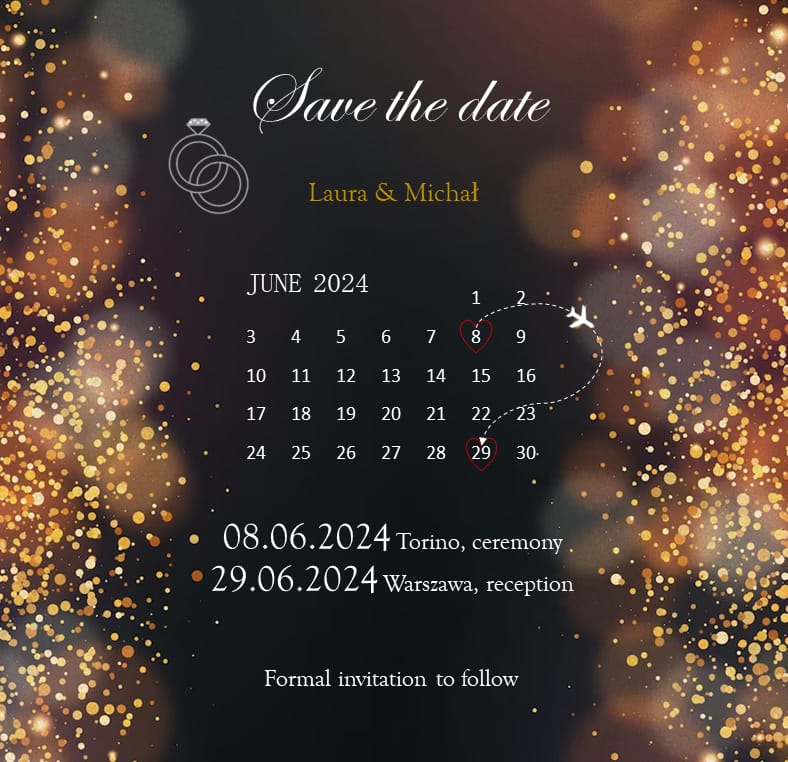 Save the date
Laura & Michał
JUNE 2024
1 2
3 4 5 6 7 8 9
10 11 12 13 14 15 16
17 18 19 20 21 22 23
24 25 26 27 28 29 30
08.06.2024 Torino, ceremony
29.06.2024 Warszawa, reception
Formal invitation to follow